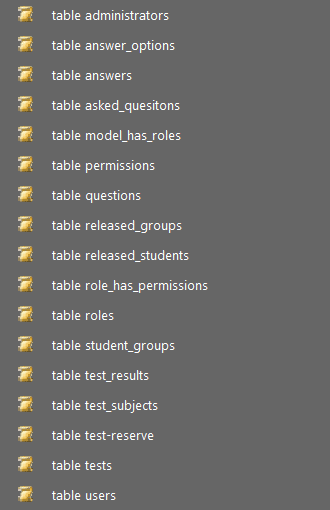 table administrators
table answer_options
table answers
table asked_quesitons
table model_has_roles
table permissions
table questions
table released_groups
table released_students
table role_has_permissions
table roles
table student_groups
table test_results
table test_subjects
table test-reserve
table tests
table users